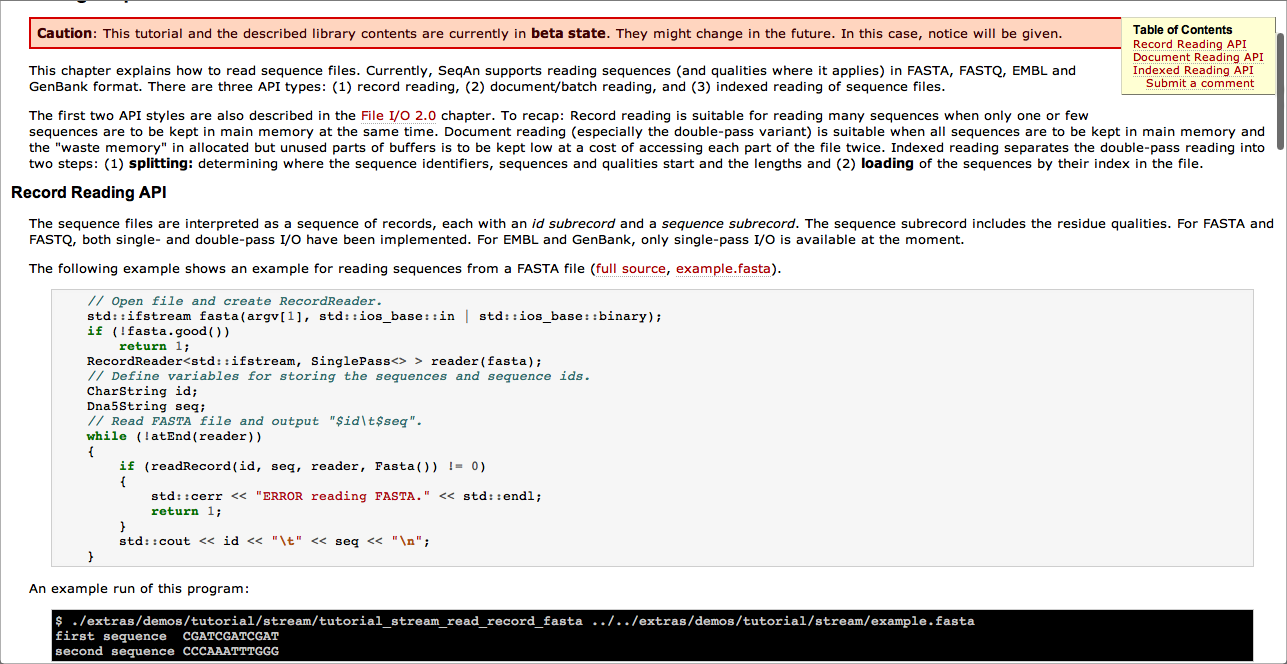 Caution: This tutorial and the described library contents are currently in beta state. They might change in the future. In this case, notice will be given.
Table of Contents
Record Reading API
Document Reading API
Indexed Reading API
Submit a comment
This chapter explains how to read sequence files. Currently, SeqAn supports reading sequences (and qualities where it applies) in FASTA, FASTQ, EMBL and
GenBank format. There are three API types: (1) record reading, (2) document/batch reading, and (3) indexed reading of sequence files.
The first two API styles are also described in the File I/O 2.0 chapter. To recap: Record reading is suitable for reading many sequences when only one or few
sequences are to be kept in main memory at the same time. Document reading (especially the double-pass variant) is suitable when all sequences are to be kept in main memory and
the "waste memory" in allocated but unused parts of buffers is to be kept low at a cost of accessing each part of the file twice. Indexed reading separates the double-pass reading into
two steps: (1) splitting: determining where the sequence identifiers, sequences and qualities start and the lengths and (2) loading of the sequences by their index in the file.
Record Reading API
The sequence files are interpreted as a sequence of records, each with an id subrecord and a sequence subrecord. The sequence subrecord includes the residue qualities. For FASTA and
FASTQ, both single- and double-pass I/O have been implemented. For EMBL and GenBank, only single-pass I/O is available at the moment.
The following example shows an example for reading sequences from a FASTA file (full source, example.fasta).
// Open file and create RecordReader.
std::ifstream fasta(argv[1], std::ios_base::in | std::ios_base::binary);
if (!fasta.good())
    return 1;
RecordReader<std::ifstream, SinglePass<> > reader(fasta);
// Define variables for storing the sequences and sequence ids.
CharString id;
Dna5String seq;
// Read FASTA file and output "$id\t$seq".
while (!atEnd(reader))
{
    if (readRecord(id, seq, reader, Fasta()) != 0)
    {
        std::cerr << "ERROR reading FASTA." << std::endl;
        return 1;
    }
    std::cout << id << "\t" << seq << "\n";
}
An example run of this program:
$ ./extras/demos/tutorial/stream/tutorial_stream_read_record_fasta ../../extras/demos/tutorial/stream/example.fasta
first sequence  CGATCGATCGAT
second sequence CCCAAATTTGGG